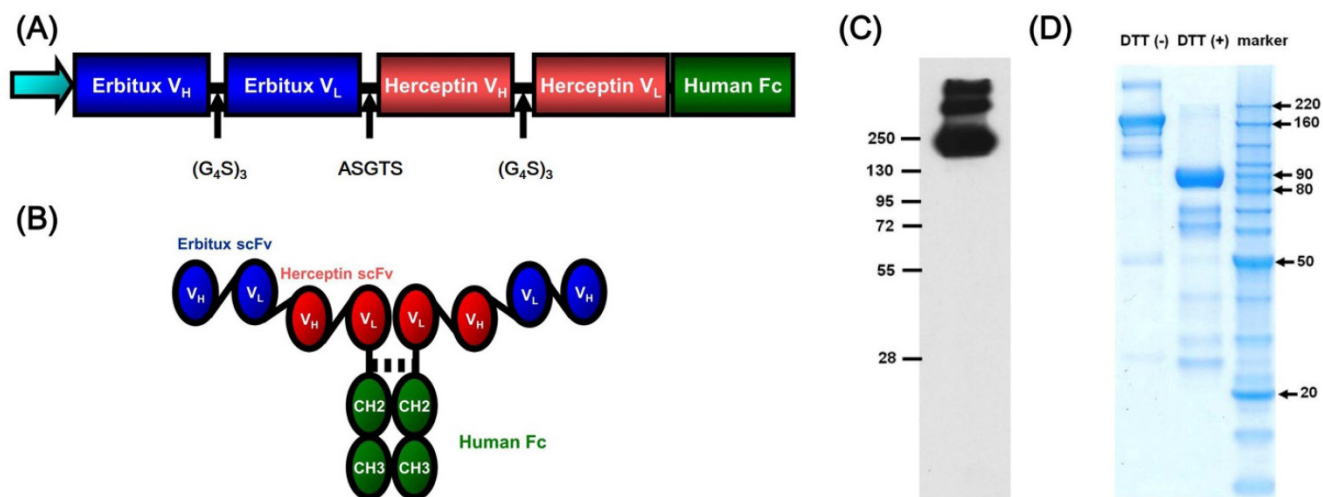 (A)
Erbitux VH
Erbitux VL
Herceptin VH
Herceptin VL
Human Fc
(G4S)3
ASGTS
(G4S)3
(B)
Erbitux scFv
Herceptin scFv
VH
VL
VH
VL
VL
VH
VL
VH
CH2
CH2
CH3
CH3
Human Fc
(C)
250
130
95
72
55
28
(D)
DTT (-) DTT (+) marker
220
160
90
80
50
20